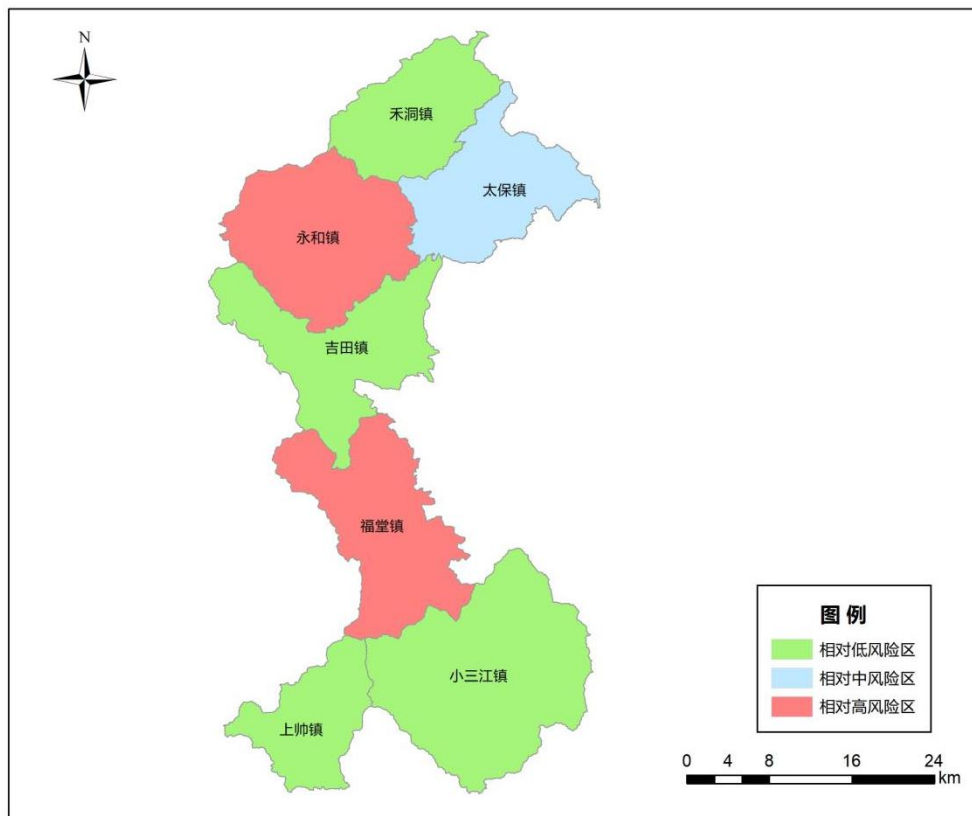 N
禾洞镇
太保镇
永和镇
吉田镇
福堂镇
小三江镇
上帅镇
图 例
相对低风险区
相对中风险区
相对高风险区
0 4 8 16 24
km